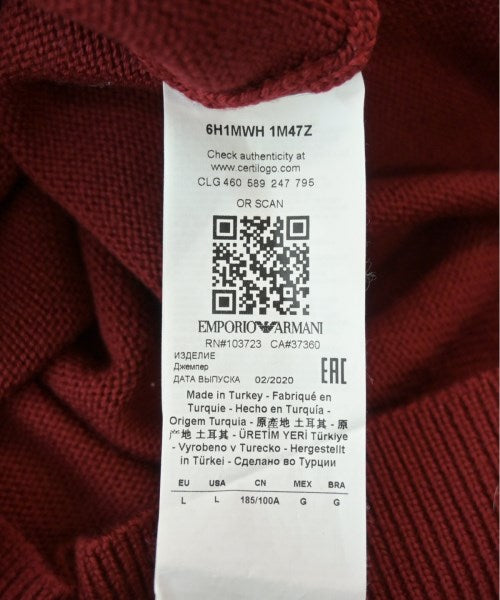 6H1MWH 1M47Z
Check authenticity at
www.certilogo.com
CLG 460 589 247 795
OR SCAN
EMPORIO ARMANI
RN#103723 CA#37360
ИЗДЕЛИЕ
Джемпер
ДАТА ВЫПУСКА 02/2020
EAC
Made in Turkey - Fabriqué en
Turquie - Hecho en Turquía -
Origem Turquia - 原產地 土耳其 - 原
产地 土耳其 - ÜRETİM YERİ Türkiye
- Vyrobeno v Turecko - Hergestellt
in Türkei - Сделано во Турции
EU USA CN MEX BRA
L L 185/100A G G